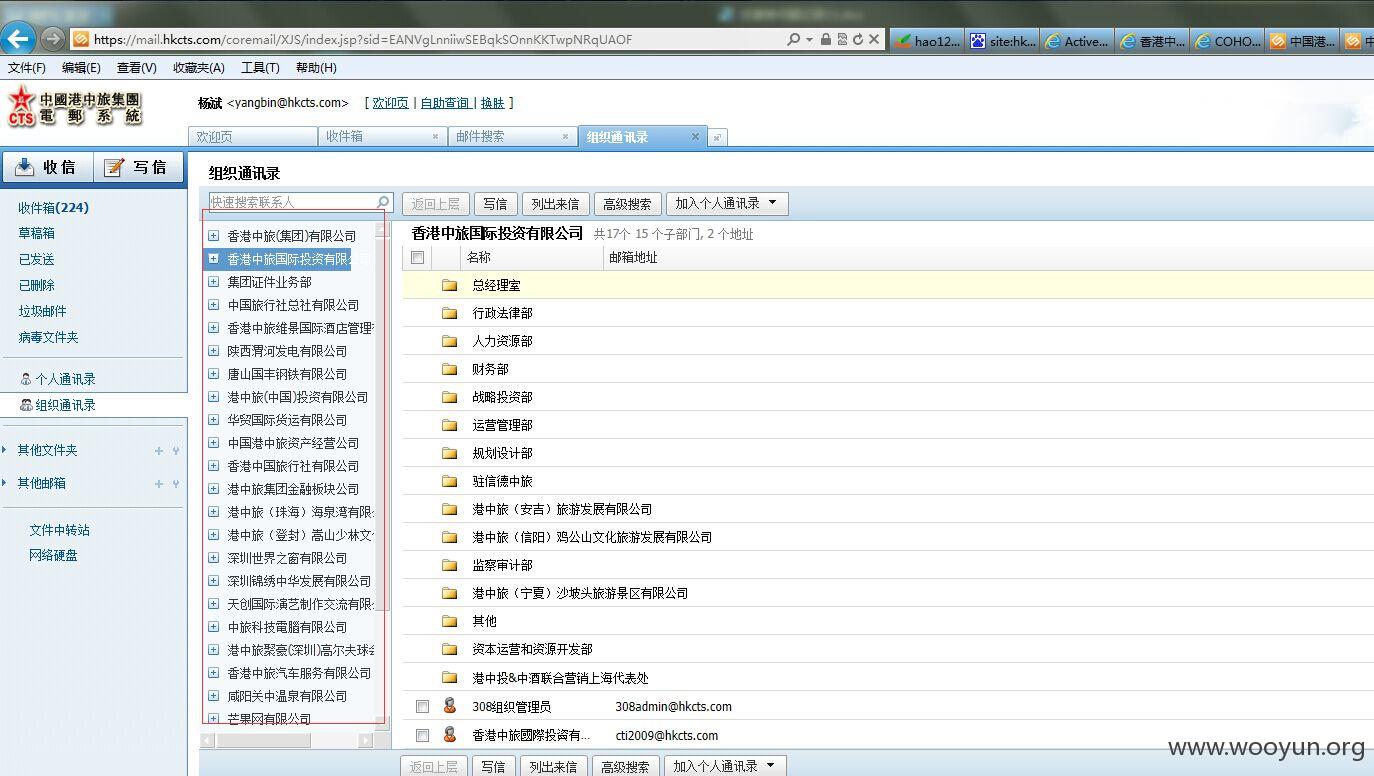 https://mail.hkcts.com/coremail/XJS/index.jsp?sid=EANVgLnniiwSEBqkSOnnKKTwpNRqUAOF
hao12...
site:hk...
Active...
香港中...
COHO...
中国港...
文件(F) 编辑(E) 查看(V) 收藏夹(A) 工具(T) 帮助(H)
CTS
中國港中旅集團
電郵系統
杨斌 <yangbin@hkcts.com> [ 欢迎页 | 自助查询 | 换肤 ]
欢迎页
收件箱
邮件搜索
组织通讯录
收信
写信
收件箱(224)
草稿箱
已发送
已删除
垃圾邮件
病毒文件夹
个人通讯录
组织通讯录
其他文件夹
其他邮箱
文件中转站
网络硬盘
组织通讯录
快速搜索联系人
返回上层 写信 列出来信 高级搜索 加入个人通讯录
香港中旅(集团)有限公司
香港中旅国际投资有限公
集团证件业务部
中国旅行社总社有限公司
香港中旅维景国际酒店管理
陕西渭河发电有限公司
唐山国丰钢铁有限公司
港中旅(中国)投资有限公司
华贸国际货运有限公司
中国港中旅资产经营公司
香港中国旅行社有限公司
港中旅集团金融板块公司
港中旅（珠海）海泉湾有限
港中旅（登封）嵩山少林文
深圳世界之窗有限公司
深圳锦绣中华发展有限公司
天创国际演艺制作交流有限
中旅科技電腦有限公司
港中旅聚豪(深圳)高尔夫球会
香港中旅汽车服务有限公司
咸阳关中温泉有限公司
芒果网有限公司
香港中旅国际投资有限公司 共17个 15 个子部门, 2 个地址
名称 邮箱地址
总经理室
行政法律部
人力资源部
财务部
战略投资部
运营管理部
规划设计部
驻信德中旅
港中旅（安吉）旅游发展有限公司
港中旅（信阳）鸡公山文化旅游发展有限公司
监察审计部
港中旅（宁夏）沙坡头旅游景区有限公司
其他
资本运营和资源开发部
港中投&中酒联合营销上海代表处
308组织管理员 308admin@hkcts.com
香港中旅國際投資有... cti2009@hkcts.com
返回上层 写信 列出来信 高级搜索 加入个人通讯录
www.wooyun.org